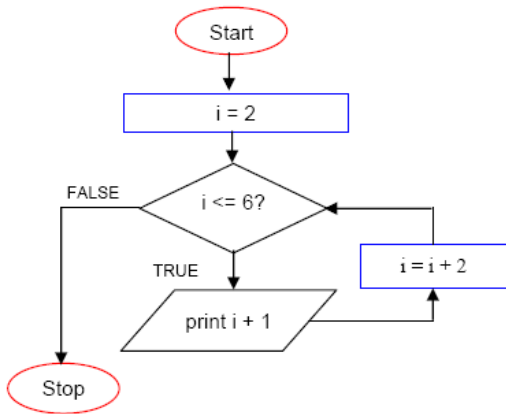 Start
i = 2
i <= 6?
FALSE
TRUE
i = i + 2
print i + 1
Stop